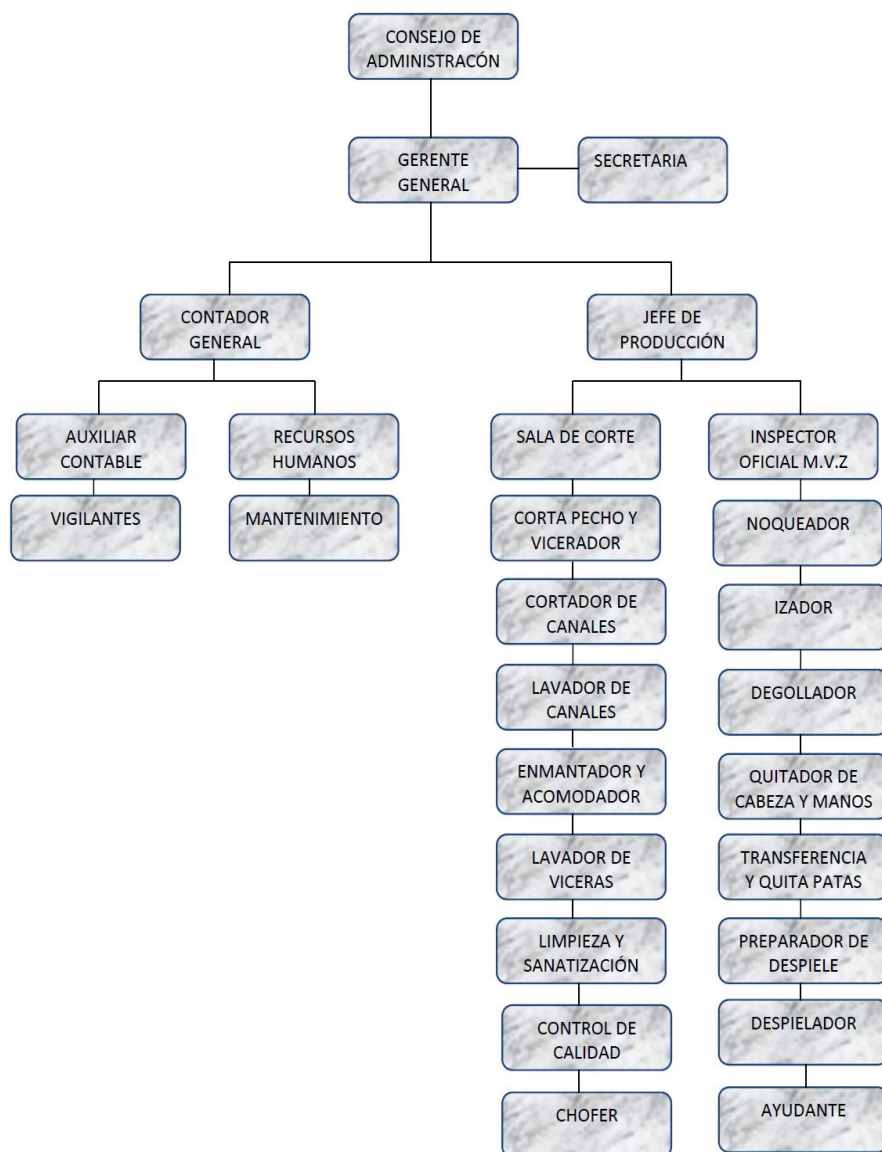 CONSEJO DE
ADMINISTRACÓN
GERENTE
GENERAL
SECRETARIA
CONTADOR
GENERAL
JEFE DE
PRODUCCIÓN
AUXILIAR
CONTABLE
RECURSOS
HUMANOS
SALA DE CORTE
INSPECTOR
OFICIAL M.V.Z
VIGILANTES
MANTENIMIENTO
CORTA PECHO Y
VICERADOR
NOQUEADOR
CORTADOR DE
CANALES
IZADOR
LAVADOR DE
CANALES
DEGOLLADOR
ENMANTADOR Y
ACOMODADOR
QUITADOR DE
CABEZA Y MANOS
LAVADOR DE
VICERAS
TRANSFERENCIA
Y QUITA PATAS
LIMPIEZA Y
SANATIZACIÓN
PREPARADOR DE
DESPIELE
CONTROL DE
CALIDAD
DESPIELADOR
CHOFER
AYUDANTE